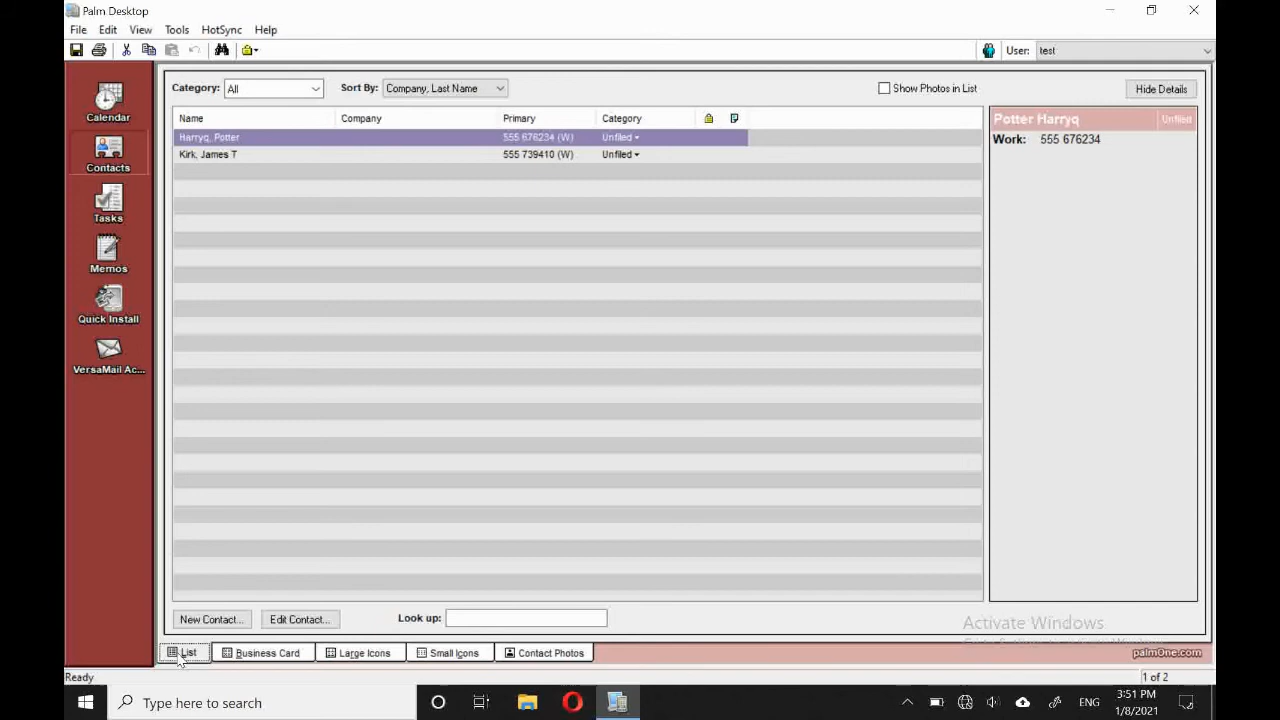 Palm Desktop
File Edit View Tools HotSync Help
User: test
Calendar
Contacts
Tasks
Memos
Quick Install
VersaMail Ac...
Category: All Sort By: Company, Last Name Show Photos in List Hide Details
Name Company Primary Category
Harryq, Potter 555 676234 (W) Unfiled
Kirk, James T 555 739410 (W) Unfiled
Potter Harryq Unfiled
Work: 555 676234
New Contact... Edit Contact... Look up:
Activate Windows
List Business Card Large Icons Small Icons Contact Photos palmOne.com
Ready 1 of 2
Type here to search
ENG
3:51 PM
1/8/2021